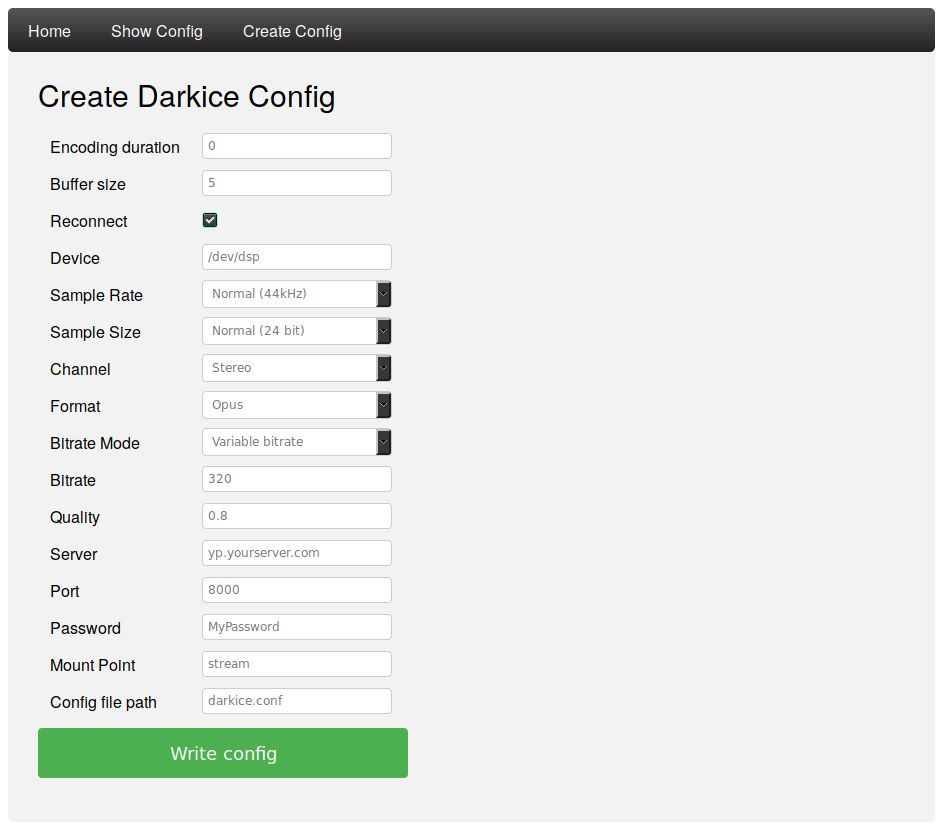 Home Show Config Create Config
Create Darkice Config
Encoding duration 0
Buffer size 5
Reconnect
Device /dev/dsp
Sample Rate Normal (44kHz)
Sample Size Normal (24 bit)
Channel Stereo
Format Opus
Bitrate Mode Variable bitrate
Bitrate 320
Quality 0.8
Server yp.yourserver.com
Port 8000
Password MyPassword
Mount Point stream
Config file path darkice.conf
Write config